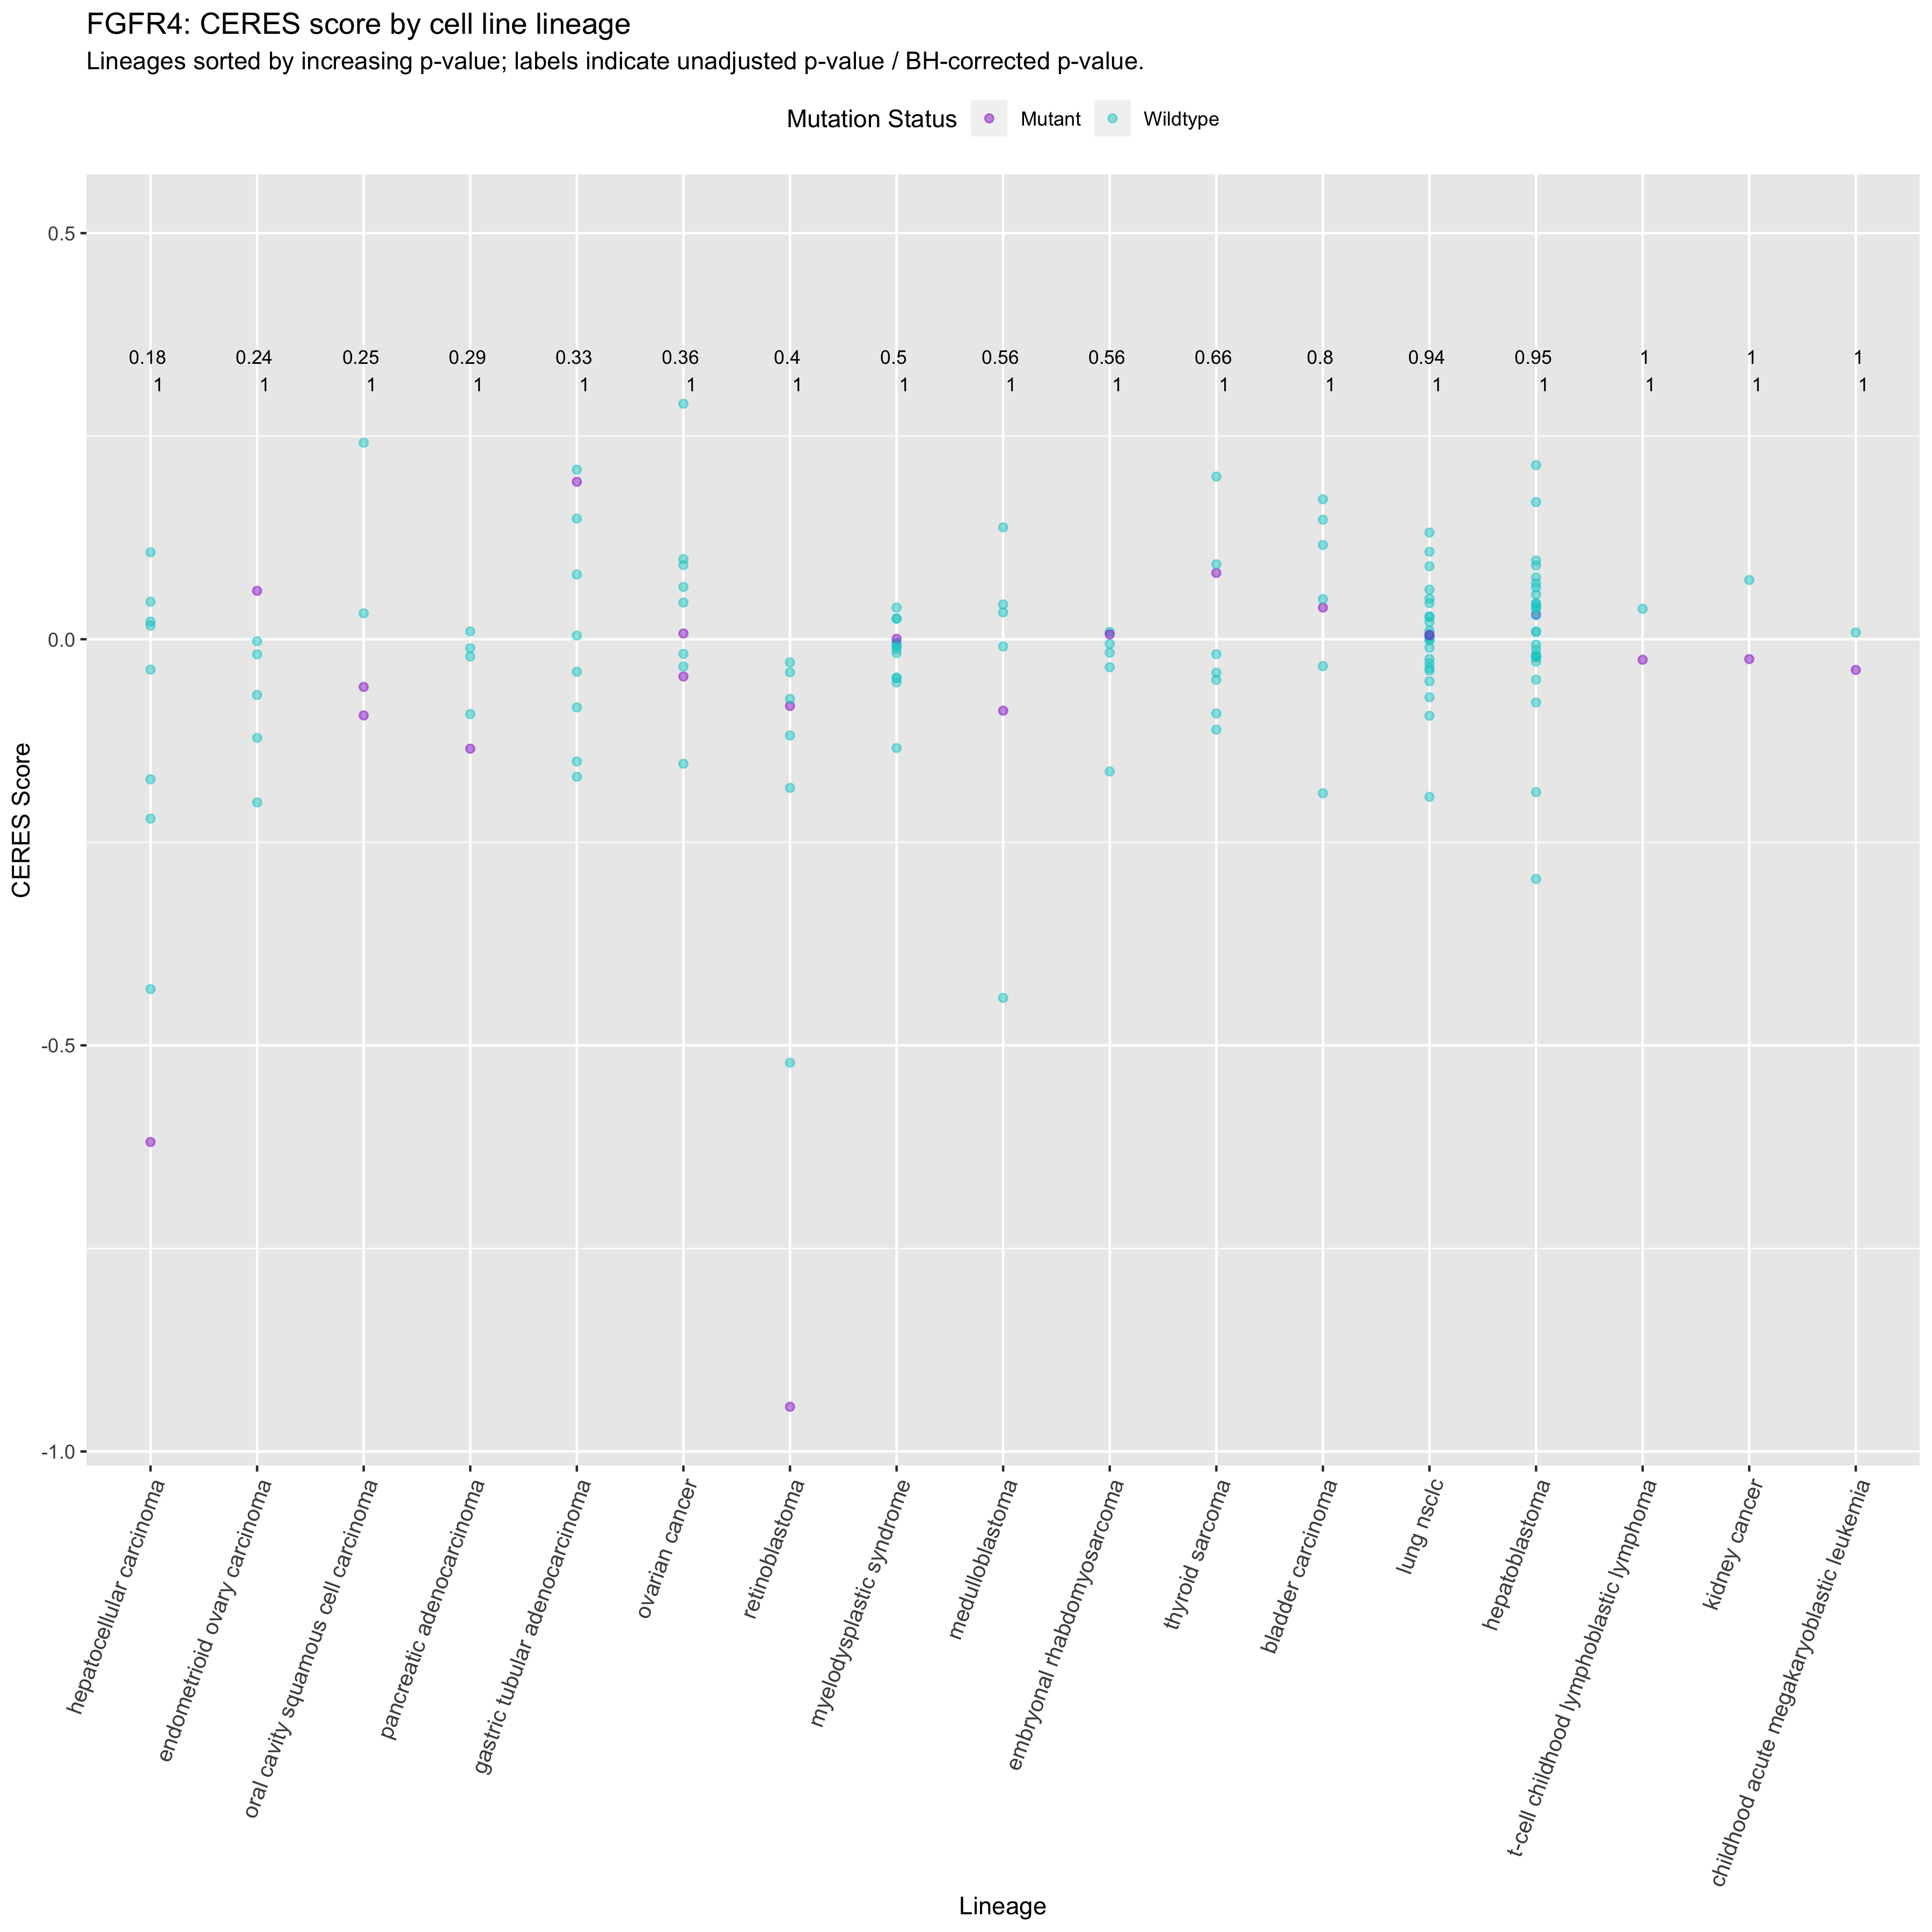 FGFR4: CERES score by cell line lineage
Lineages sorted by increasing p-value; labels indicate unadjusted p-value / BH-corrected p-value.
Mutation Status Mutant Wildtype
0.5
0.18 0.24 0.25 0.29 0.33 0.36 0.4 0.5 0.56 0.56 0.66 0.8 0.94 0.95 1 1 1
1 1 1 1 1 1 1 1 1 1 1 1 1 1 1 1 1
0.0
-0.5
-1.0
CERES Score
hepatocellular carcinoma
endometrioid ovary carcinoma
oral cavity squamous cell carcinoma
pancreatic adenocarcinoma
gastric tubular adenocarcinoma
ovarian cancer
retinoblastoma
myelodysplastic syndrome
medulloblastoma
embryonal rhabdomyosarcoma
thyroid sarcoma
bladder carcinoma
lung nsclc
hepatoblastoma
t-cell childhood lymphoblastic lymphoma
kidney cancer
childhood acute megakaryoblastic leukemia
Lineage